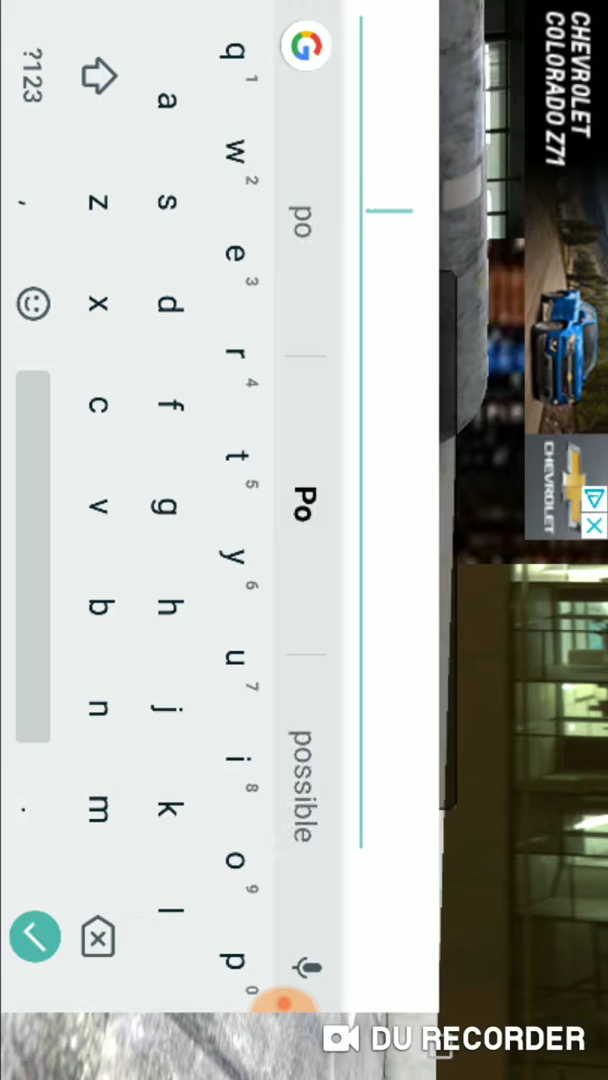 CHEVROLET
COLORADO Z71
CHEVROLET
po Po possible
q 1 w 2 e 3 r 4 t 5 y 6 u 7 i 8 o 9 p 0
a s d f g h j k l
z x c v b n m
?123 , .
DU RECORDER